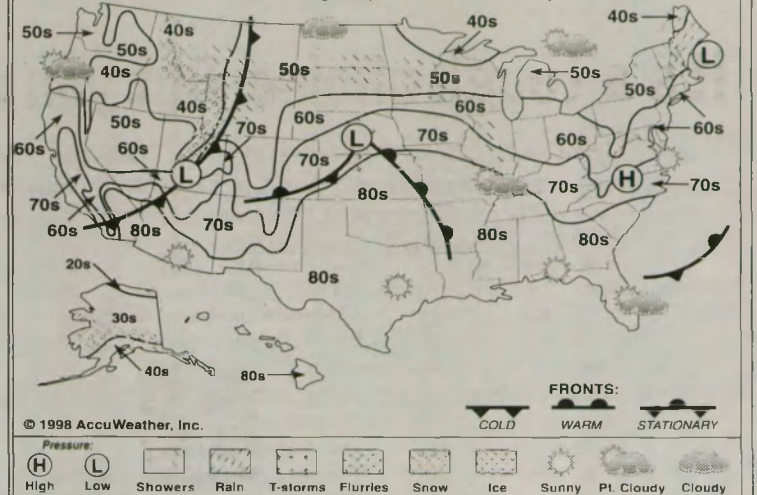 50s
40s
40s
40s
50s
40s
50s
50s
50s
50s
40s
60s
50s
50s
60s
70s
60s
60s
60s
60s
70s
L
L
70s
H
70s
70s
70s
60s
80s
70s
80s
80s
80s
80s
20s
30s
40s
80s
L
FRONTS:
© 1998 AccuWeather, Inc.
COLD WARM STATIONARY
Pressure:
H L
High Low Showers Rain T-storms Flurries Snow Ice Sunny Pt. Cloudy Cloudy